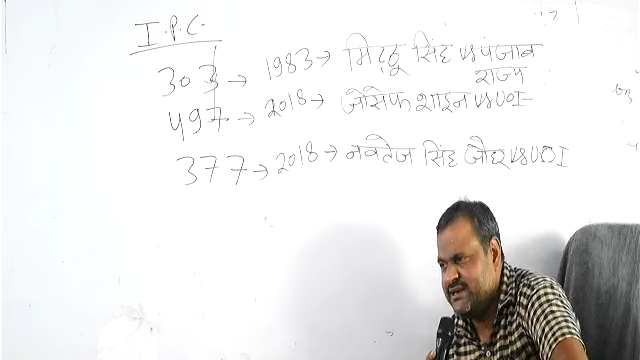 I.P.C.
303 → 1983 → मिट्ठू सिंह vs पंजाब
राज्य
497 → 2018 → जोसेफ शाइन vs UOI
377 → 2018 → नवतेज सिंह जौहर vs UOI